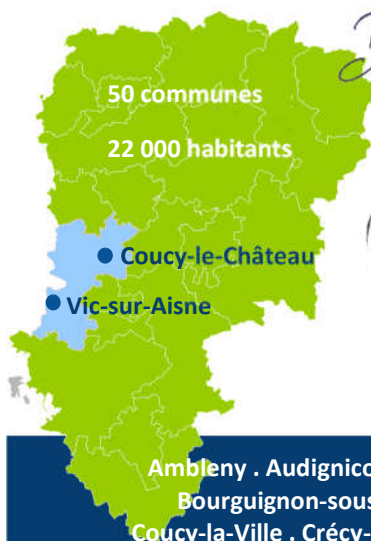 50 communes
22 000 habitants
Coucy-le-Château
Vic-sur-Aisne
Ambleny . Audignico
Bourguignon-sous
Coucy-la-Ville . Crécy-